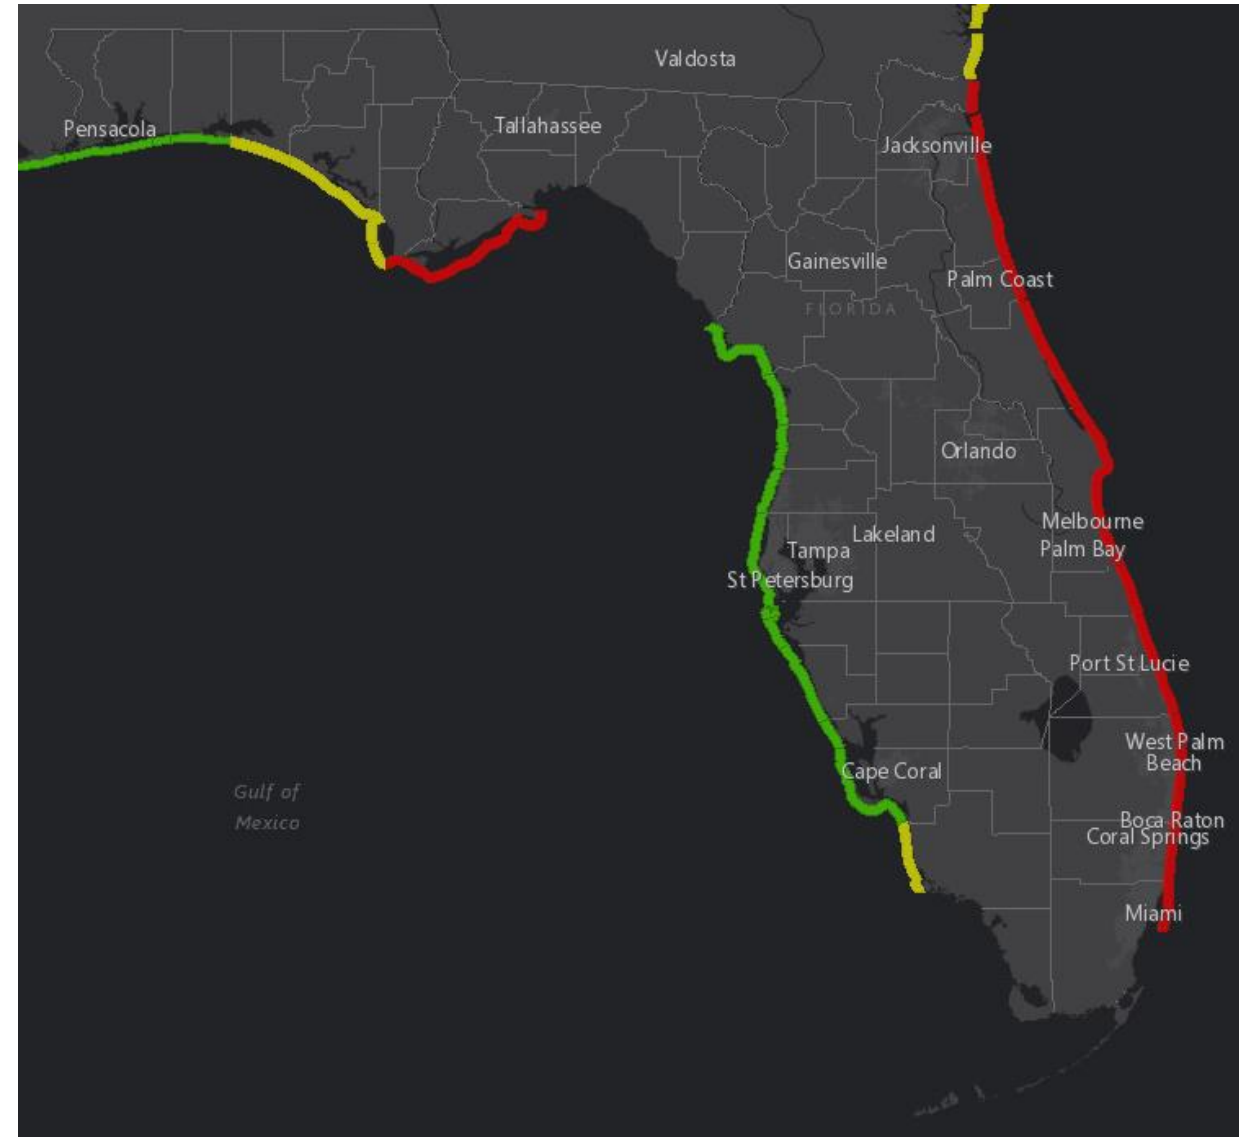 Valdosta
Pensacola
Tallahassee
Jacksonville
Gainesville
Palm Coast
FLORIDA
Orlando
Melbourne
Lakeland
Tampa
Palm Bay
St Petersburg
Port St Lucie
West Palm
Beach
Cape Coral
Gulf of
Mexico
Boca Raton
Coral Springs
Miami